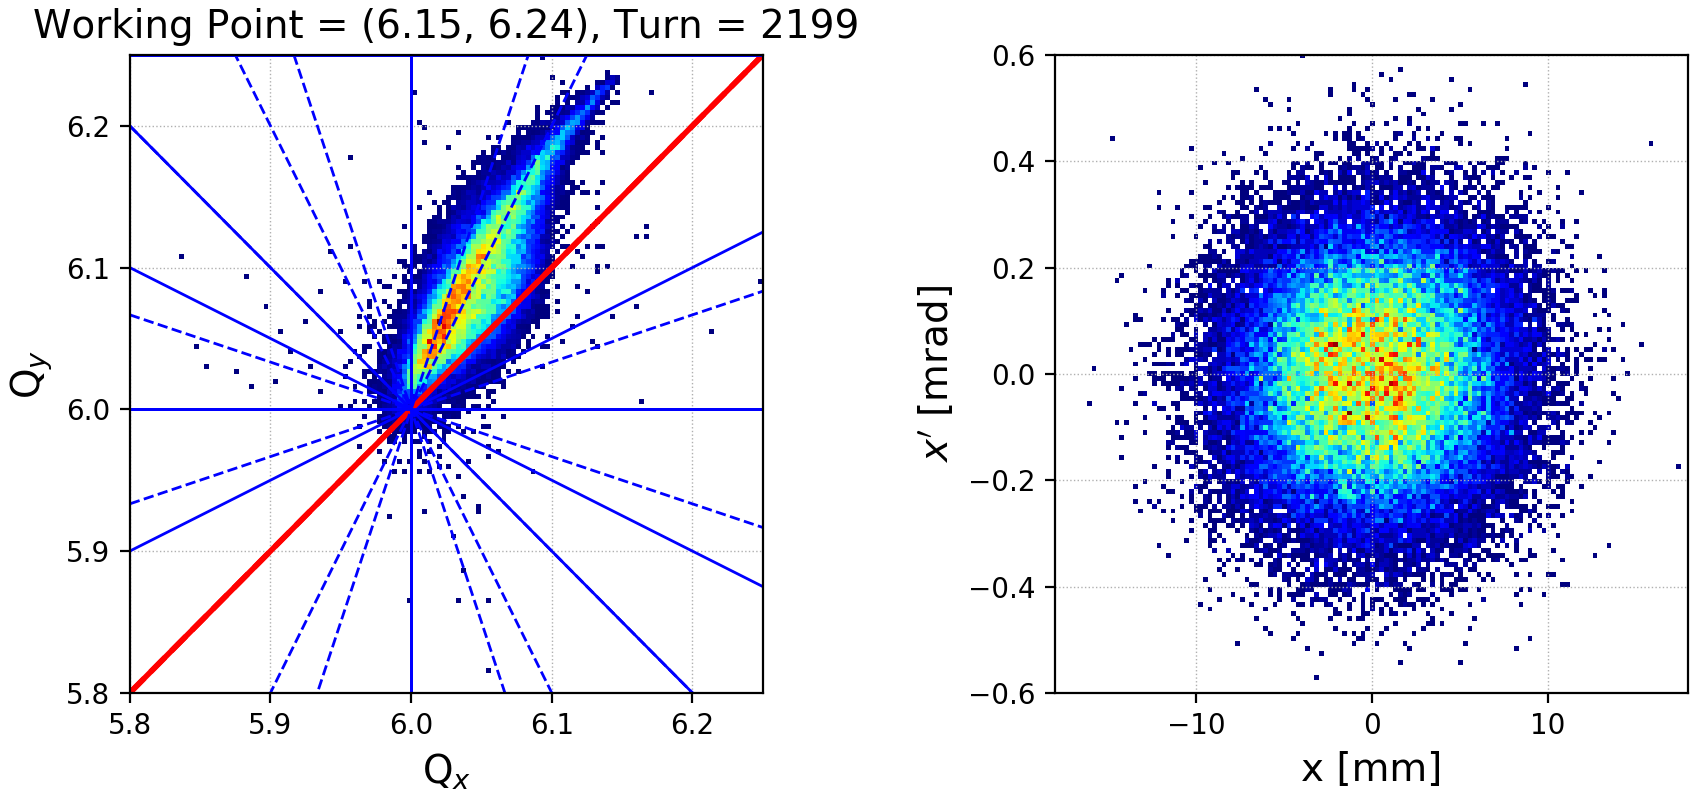 Working Point = (6.15, 6.24), Turn = 2199
6.2
6.1
6.0
5.9
5.8
Qy
5.8 5.9 6.0 6.1 6.2
Qx
0.6
0.4
0.2
0.0
−0.2
−0.4
−0.6
x′ [mrad]
−10 0 10
x [mm]